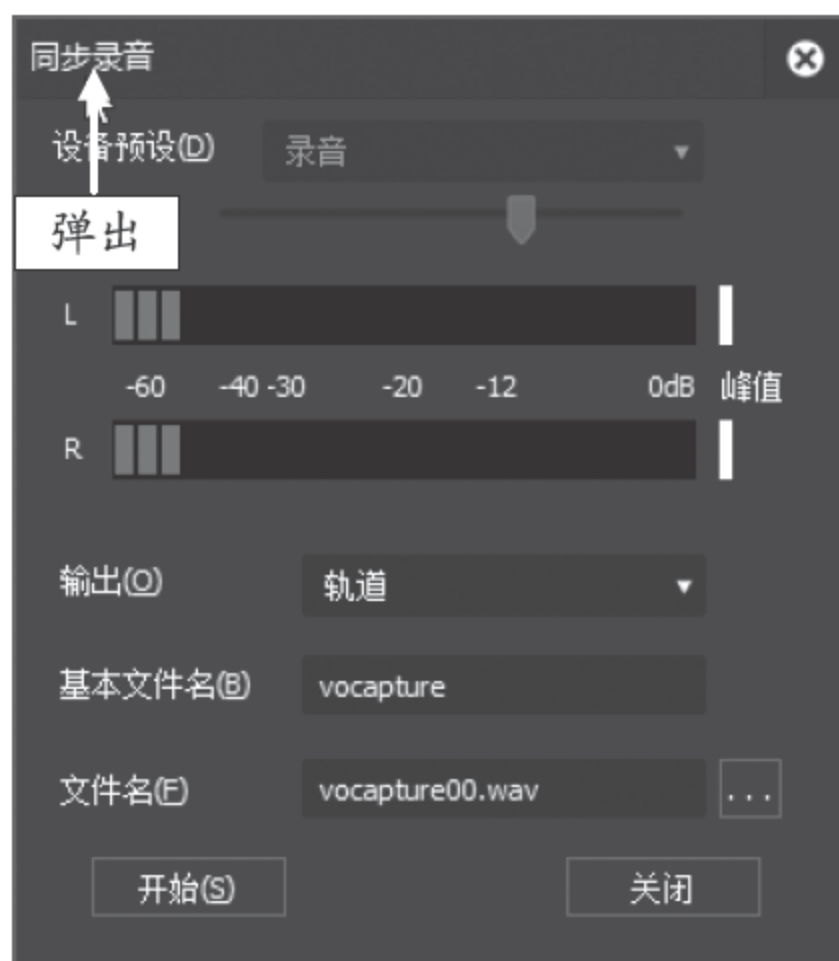 同步录音
设备预设(D) 录音
弹出
L
-60 -40 -30 -20 -12 0dB 峰值
R
输出(O) 轨道
基本文件名(B) vocapture
文件名(F) vocapture00.wav ...
开始(S) 关闭